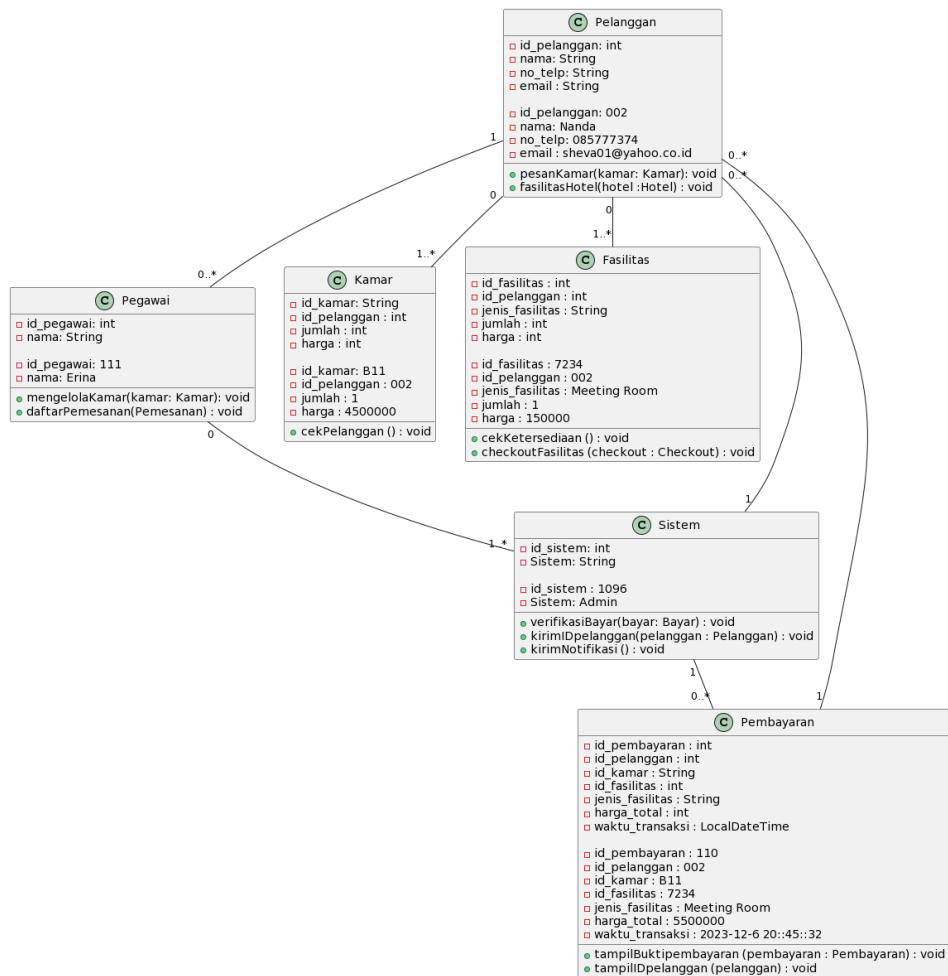 C Pelanggan
id_pelanggan: int
nama: String
no_telp: String
email : String
id_pelanggan: 002
nama: Nanda
no_telp: 085777374
email : sheva01@yahoo.co.id
pesanKamar(kamar: Kamar): void
fasilitasHotel(hotel :Hotel) : void
1
0..*
0..*
0
0
0..*
1..*
1..*
C Pegawai
id_pegawai: int
nama: String
id_pegawai: 111
nama: Erina
mengelolaKamar(kamar: Kamar): void
daftarPemesanan(Pemesanan) : void
C Kamar
id_kamar: String
id_pelanggan : int
jumlah : int
harga : int
id_kamar: B11
id_pelanggan : 002
jumlah : 1
harga : 4500000
cekPelanggan () : void
C Fasilitas
id_fasilitas : int
id_pelanggan : int
jenis_fasilitas : String
jumlah : int
harga : int
id_fasilitas : 7234
id_pelanggan : 002
jenis_fasilitas : Meeting Room
jumlah : 1
harga : 150000
cekKetersediaan () : void
checkoutFasilitas (checkout : Checkout) : void
0
1..*
1
C Sistem
id_sistem: int
Sistem: String
id_sistem : 1096
Sistem: Admin
verifikasiBayar(bayar: Bayar) : void
kirimIDpelanggan(pelanggan : Pelanggan) : void
kirimNotifikasi () : void
1
0..*
1
C Pembayaran
id_pembayaran : int
id_pelanggan : int
id_kamar : String
id_fasilitas : int
jenis_fasilitas : String
harga_total : int
waktu_transaksi : LocalDateTime
id_pembayaran : 110
id_pelanggan : 002
id_kamar : B11
id_fasilitas : 7234
jenis_fasilitas : Meeting Room
harga_total : 5500000
waktu_transaksi : 2023-12-6 20::45::32
tampilBuktipembayaran (pembayaran : Pembayaran) : void
tampilIDpelanggan (pelanggan) : void